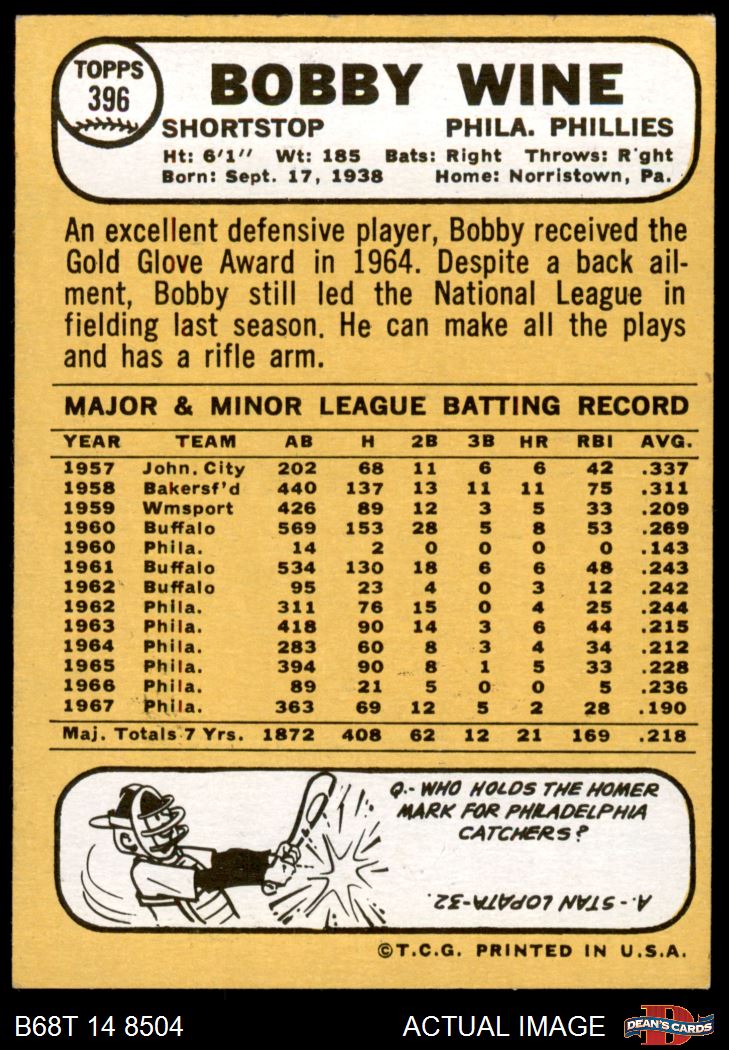 TOPPS
396
BOBBY WINE
SHORTSTOP PHILA. PHILLIES
Ht: 6'1" Wt: 185 Bats: Right Throws: R'ght
Born: Sept. 17, 1938 Home: Norristown, Pa.
An excellent defensive player, Bobby received the
Gold Glove Award in 1964. Despite a back ail-
ment, Bobby still led the National League in
fielding last season. He can make all the plays
and has a rifle arm.
MAJOR & MINOR LEAGUE BATTING RECORD
YEAR TEAM AB H 2B 3B HR RBI AVG.
1957 John. City 202 68 11 6 6 42 .337
1958 Bakersf'd 440 137 13 11 11 75 .311
1959 Wmsport 426 89 12 3 5 33 .209
1960 Buffalo 569 153 28 5 8 53 .269
1960 Phila. 14 2 0 0 0 0 .143
1961 Buffalo 534 130 18 6 6 48 .243
1962 Buffalo 95 23 4 0 3 12 .242
1962 Phila. 311 76 15 0 4 25 .244
1963 Phila. 418 90 14 3 6 44 .215
1964 Phila. 283 60 8 3 4 34 .212
1965 Phila. 394 90 8 1 5 33 .228
1966 Phila. 89 21 5 0 0 5 .236
1967 Phila. 363 69 12 5 2 28 .190
Maj. Totals 7 Yrs. 1872 408 62 12 21 169 .218
Q.- WHO HOLDS THE HOMER
MARK FOR PHILADELPHIA
CATCHERS?
A.- STAN LOPATA-32.
©T.C.G. PRINTED IN U.S.A.
B68T 14 8504 ACTUAL IMAGE
D
DEAN'S CARDS